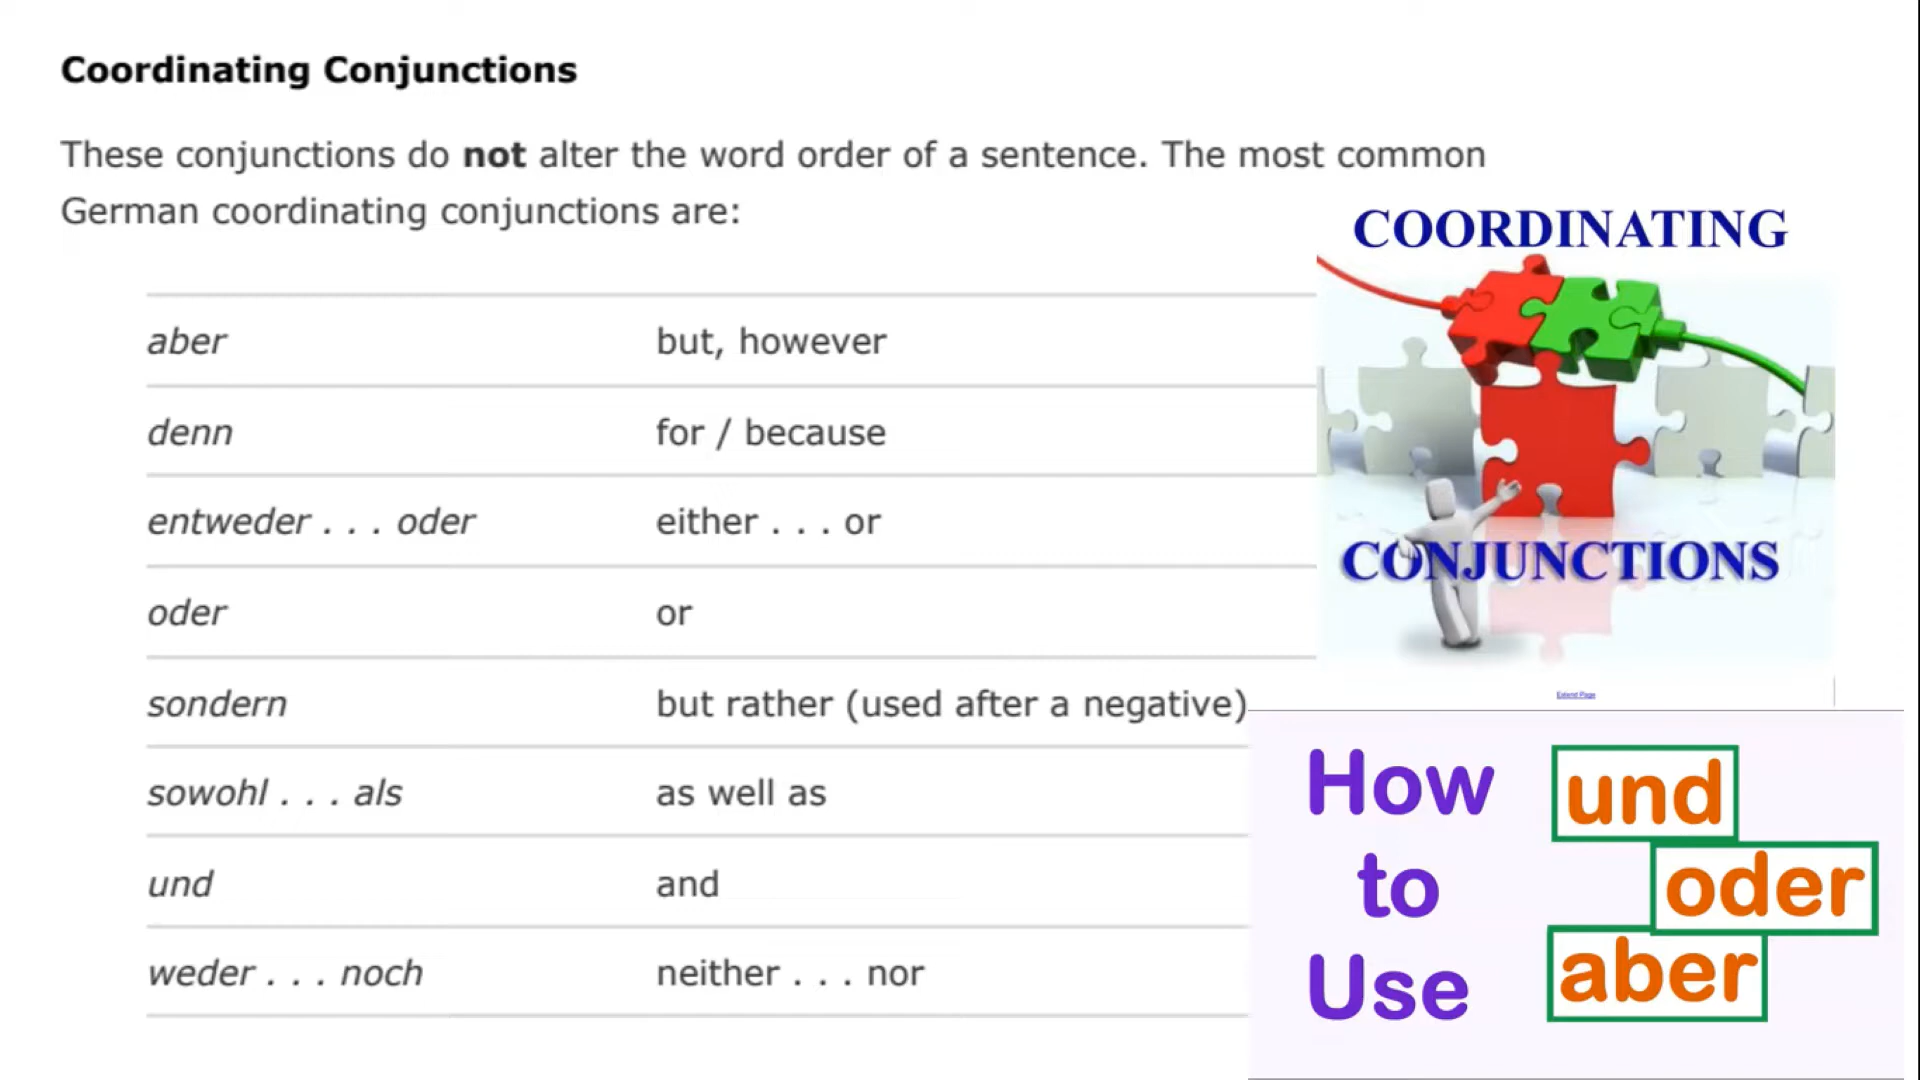 Coordinating Conjunctions
These conjunctions do not alter the word order of a sentence. The most common
German coordinating conjunctions are:
aber but, however
denn for / because
entweder . . . oder either . . . or
oder or
sondern but rather (used after a negative)
sowohl . . . als as well as
und and
weder . . . noch neither . . . nor
COORDINATING
CONJUNCTIONS
Extend Page
How
to
Use
und
oder
aber